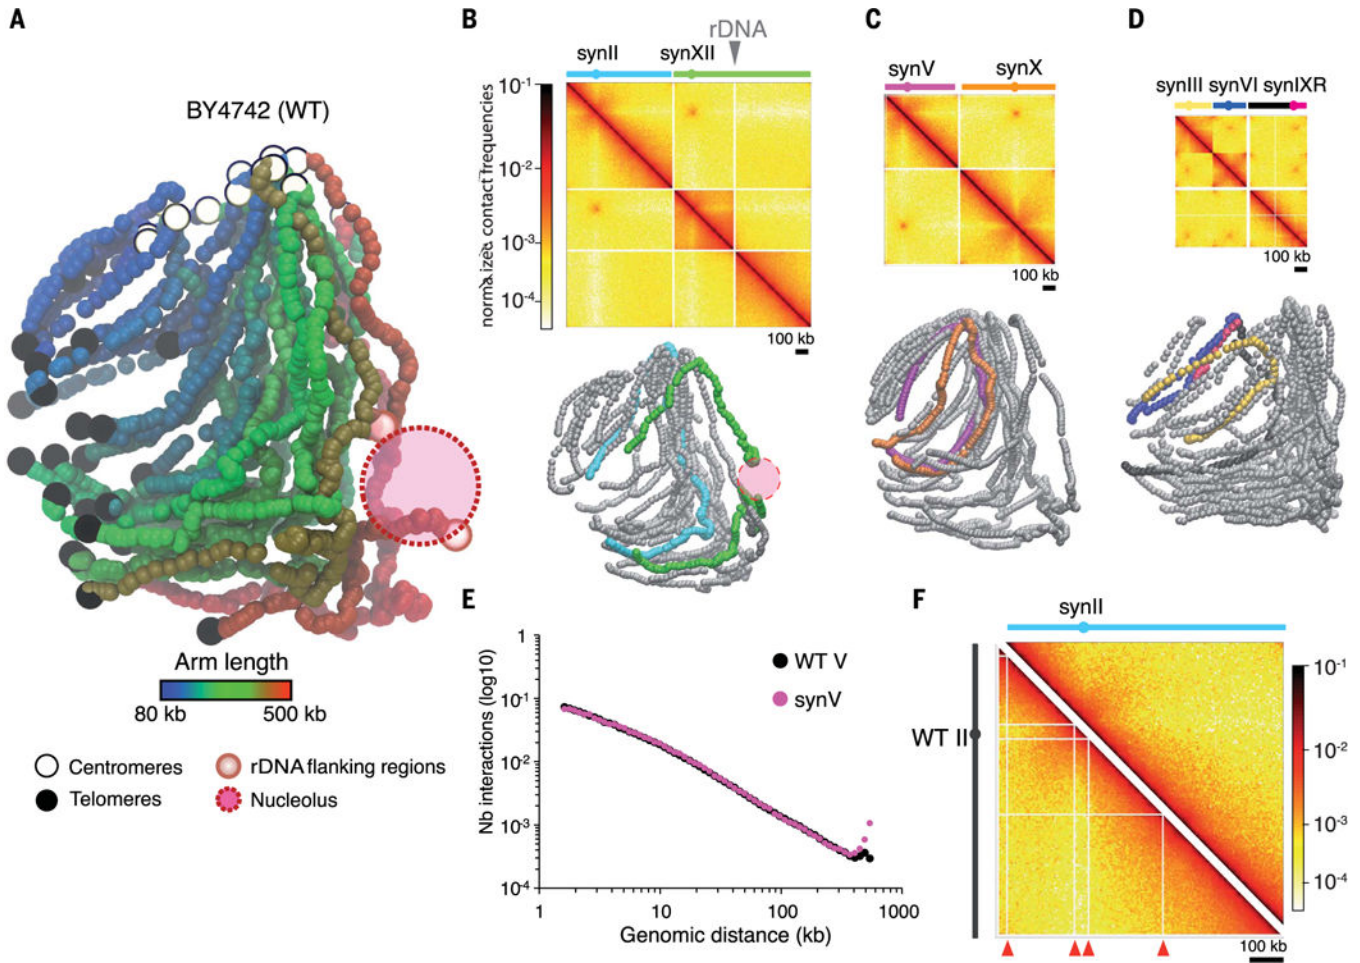 A
BY4742 (WT)
Arm length
80 kb
500 kb
Centromeres
rDNA flanking regions
Telomeres
Nucleolus
B
rDNA
synII
synXII
normalized contact frequencies
10-1
10-2
10-3
10-4
100 kb
C
synV
synX
100 kb
D
synIII
synVI
synIXR
100 kb
E
Nb interactions (log10)
1
10-1
10-2
10-3
10-4
WT V
synV
1
10
100
1000
Genomic distance (kb)
F
synII
WT II
10-1
10-2
10-3
10-4
100 kb